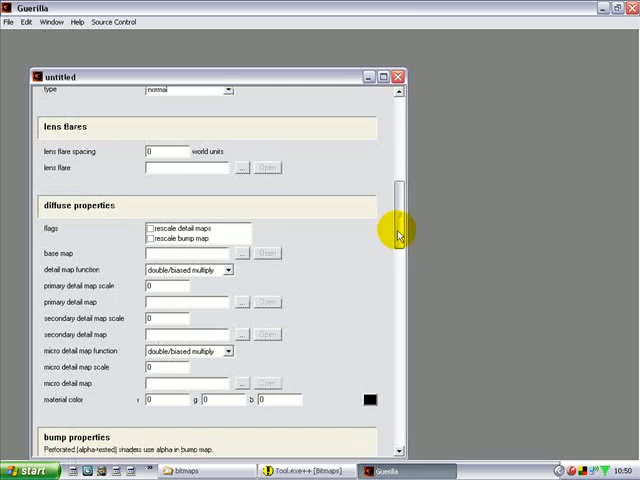 Guerilla
File Edit Window Help Source Control
untitled
type normal
lens flares
lens flare spacing 0 world units
lens flare ... Open
diffuse properties
flags rescale detail maps
rescale bump map
base map ... Open
detail map function double/biased multiply
primary detail map scale 0
primary detail map ... Open
secondary detail map scale 0
secondary detail map ... Open
micro detail map function double/biased multiply
micro detail map scale 0
micro detail map ... Open
material color r 0 g 0 b 0
bump properties
Perforated (alpha-tested) shaders use alpha in bump map.
start » bitmaps Tool.exe++ [Bitmaps] Guerilla 10:50